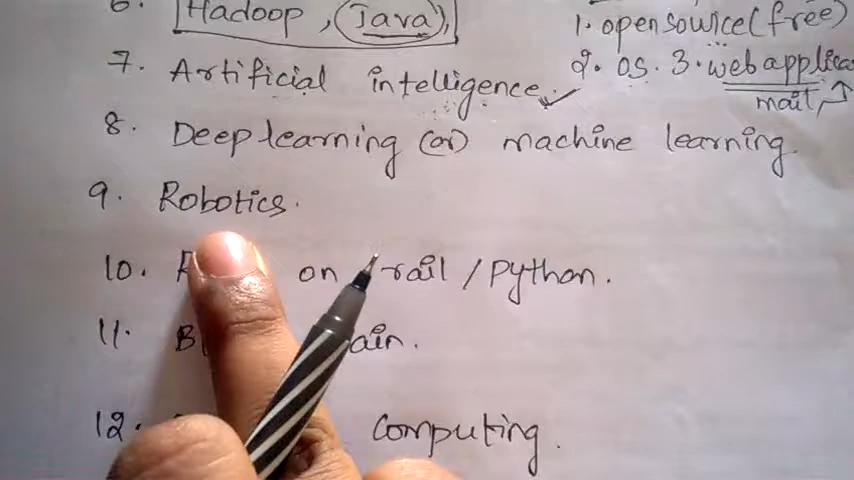 6. Hadoop, (Java),
1. opensource(free)
7. Artificial intelligence.
2. OS. 3. web applica
mail,
8. Deep learning (or) machine learning.
9. Robotics.
10. R on rail / Python.
11. B ain.
12. computing.